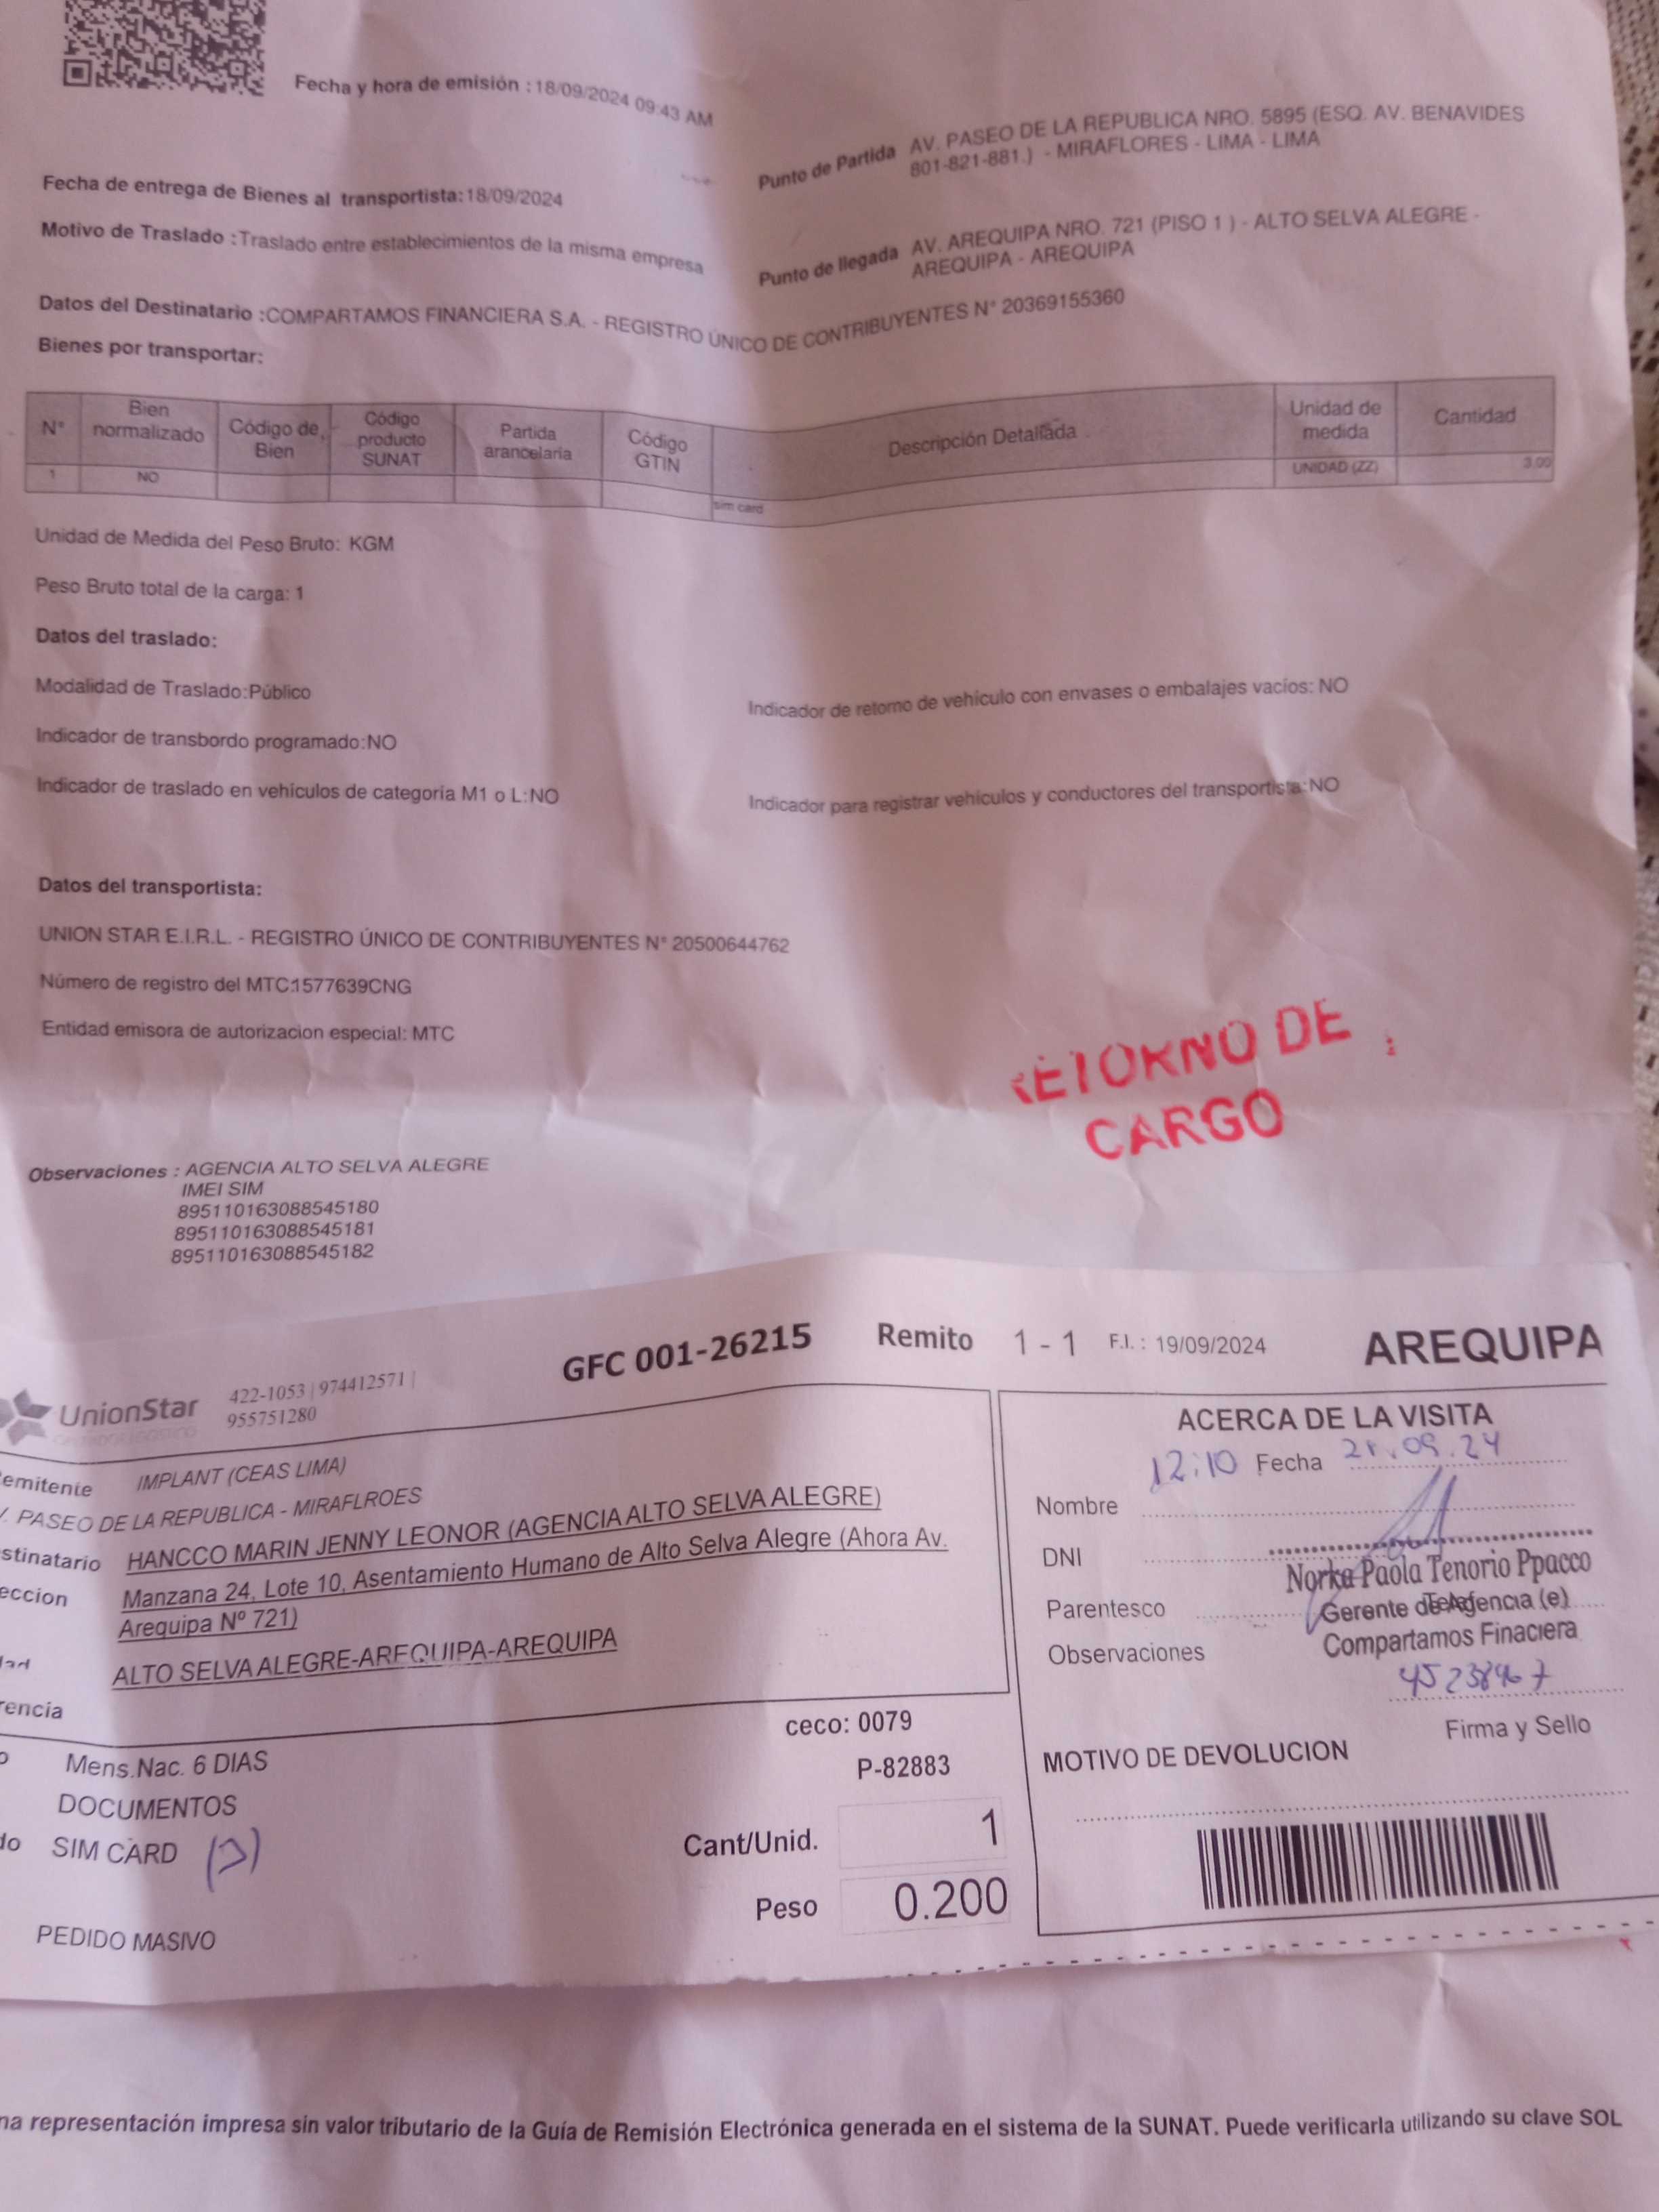 Fecha y hora de emisión : 18/09/2024 09:43 AM
Punto de Partida AV. PASEO DE LA REPUBLICA NRO. 5895 (ESQ. AV. BENAVIDES
801-821-881.) - MIRAFLORES - LIMA - LIMA
Fecha de entrega de Bienes al transportista:18/09/2024
Motivo de Traslado :Traslado entre establecimientos de la misma empresa
Punto de llegada AV. AREQUIPA NRO. 721 (PISO 1 ) - ALTO SELVA ALEGRE -
AREQUIPA - AREQUIPA
Datos del Destinatario :COMPARTAMOS FINANCIERA S.A. - REGISTRO ÚNICO DE CONTRIBUYENTES N° 20369155360
Bienes por transportar:
N° Bien normalizado Código de Bien Código producto SUNAT Partida arancelaria Código GTIN Descripción Detallada Unidad de medida Cantidad
1 NO sim card UNIDAD (ZZ) 3.00
Unidad de Medida del Peso Bruto: KGM
Peso Bruto total de la carga: 1
Datos del traslado:
Modalidad de Traslado:Público
Indicador de retorno de vehículo con envases o embalajes vacíos: NO
Indicador de transbordo programado:NO
Indicador de traslado en vehículos de categoría M1 o L:NO
Indicador para registrar vehículos y conductores del transportista:NO
Datos del transportista:
UNION STAR E.I.R.L. - REGISTRO ÚNICO DE CONTRIBUYENTES N° 20500644762
Número de registro del MTC:1577639CNG
Entidad emisora de autorizacion especial: MTC
RETORNO DE
CARGO
Observaciones : AGENCIA ALTO SELVA ALEGRE
IMEI SIM
895110163088545180
895110163088545181
895110163088545182
GFC 001-26215 Remito 1 - 1 F.I. : 19/09/2024 AREQUIPA
UnionStar 422-1053 | 974412571 |
955751280
emitente IMPLANT (CEAS LIMA)
. PASEO DE LA REPUBLICA - MIRAFLROES
stinatario HANCCO MARIN JENNY LEONOR (AGENCIA ALTO SELVA ALEGRE)
eccion Manzana 24, Lote 10, Asentamiento Humano de Alto Selva Alegre (Ahora Av.
Arequipa Nº 721)
ALTO SELVA ALEGRE-AREQUIPA-AREQUIPA
rencia
ceco: 0079
Mens.Nac. 6 DIAS
P-82883
DOCUMENTOS
do SIM CARD
Cant/Unid. 1
Peso 0.200
PEDIDO MASIVO
ACERCA DE LA VISITA
12:10 Fecha 21.09.24
Nombre
DNI
Norka Paola Tenorio Ppacco
Parentesco
Gerente de Agencia (e)
Observaciones
Compartamos Finaciera
45238967
Firma y Sello
MOTIVO DE DEVOLUCION
na representación impresa sin valor tributario de la Guía de Remisión Electrónica generada en el sistema de la SUNAT. Puede verificarla utilizando su clave SOL